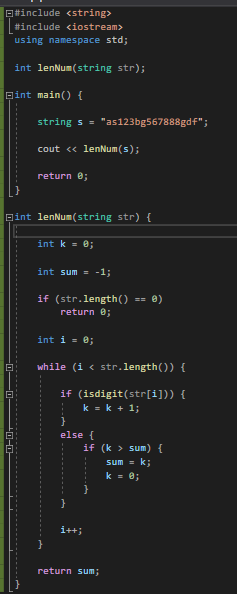 #include <string>
#include <iostream>
using namespace std;
int lenNum(string str);
int main() {
string s = "as123bg567888gdf";
cout << lenNum(s);
return 0;
}
int lenNum(string str) {
int k = 0;
int sum = -1;
if (str.length() == 0)
return 0;
int i = 0;
while (i < str.length()) {
if (isdigit(str[i])) {
k = k + 1;
}
else {
if (k > sum) {
sum = k;
k = 0;
}
}
i++;
}
return sum;
}